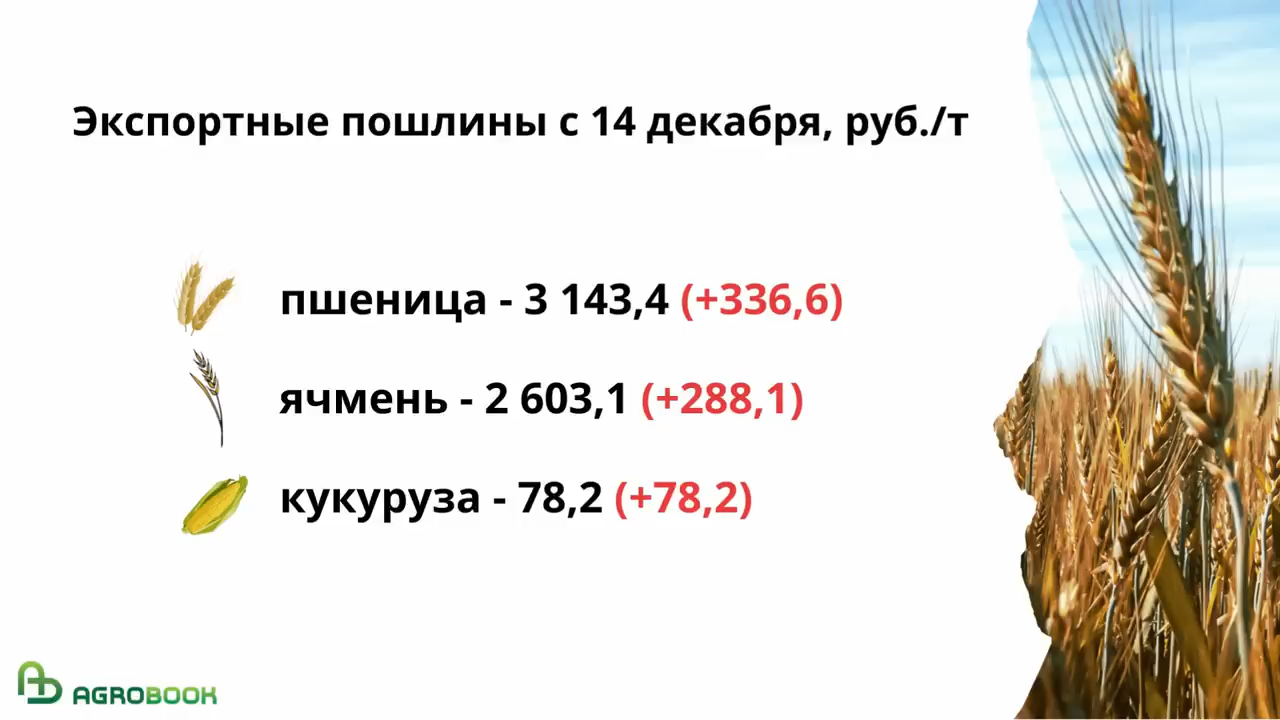 Экспортные пошлины с 14 декабря, руб./т
пшеница - 3 143,4 (+336,6)
ячмень - 2 603,1 (+288,1)
кукуруза - 78,2 (+78,2)
AGROBOOK